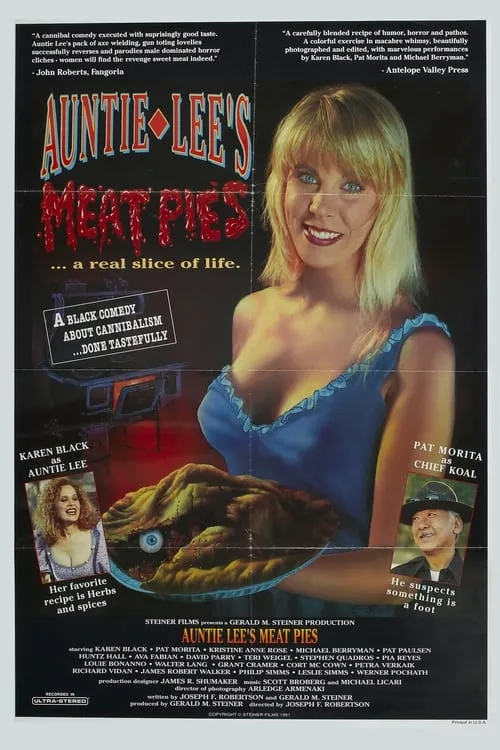 "A cannibal comedy executed with suprisingly good taste.
Auntie Lee's pack of axe wielding, gun toting lovelies
successfully reverses and parodies male dominated horror
cliches - women will find the revenge sweet meat indeed."
- John Roberts, Fangoria
"A carefully blended recipe of humor, horror and pathos.
A colorful exercise in macabre whimsy, beautifully
photographed and edited, with marvelous performances
by Karen Black, Pat Morita and Michael Berryman."
- Antelope Valley Press
AUNTIE LEE'S
MEAT PIES
... a real slice of life.
A BLACK COMEDY
ABOUT CANNIBALISM
...DONE TASTEFULLY
KAREN BLACK
as
AUNTIE LEE
Her favorite
recipe is Herbs
and spices
PAT MORITA
as
CHIEF KOAL
He suspects
something is
a foot
STEINER FILMS presents a GERALD M. STEINER PRODUCTION
AUNTIE LEE'S MEAT PIES
starring KAREN BLACK • PAT MORITA • KRISTINE ANNE ROSE • MICHAEL BERRYMAN • PAT PAULSEN
HUNTZ HALL • AVA FABIAN • DAVID PARRY • TERI WEIGEL • STEPHEN QUADROS • PIA REYES
LOUIE BONANNO • WALTER LANG • GRANT CRAMER • CORT MC COWN • PETRA VERKAIK
RICHARD VIDAN • JAMES ROBERT WALKER • PHILIP SIMMS • LESLIE SIMMS • WERNER POCHATH
production designer JAMES R. SHUMAKER music SCOTT BROBERG and MICHAEL LICARI
director of photography ARLEDGE ARMENAKI
written by JOSEPH F. ROBERTSON and GERALD M. STEINER
produced by GERALD M. STEINER directed by JOSEPH F. ROBERTSON
RECORDED IN
ULTRA-STEREO
COPYRIGHT © STEINER FILMS 1991
Printed in U.S.A.